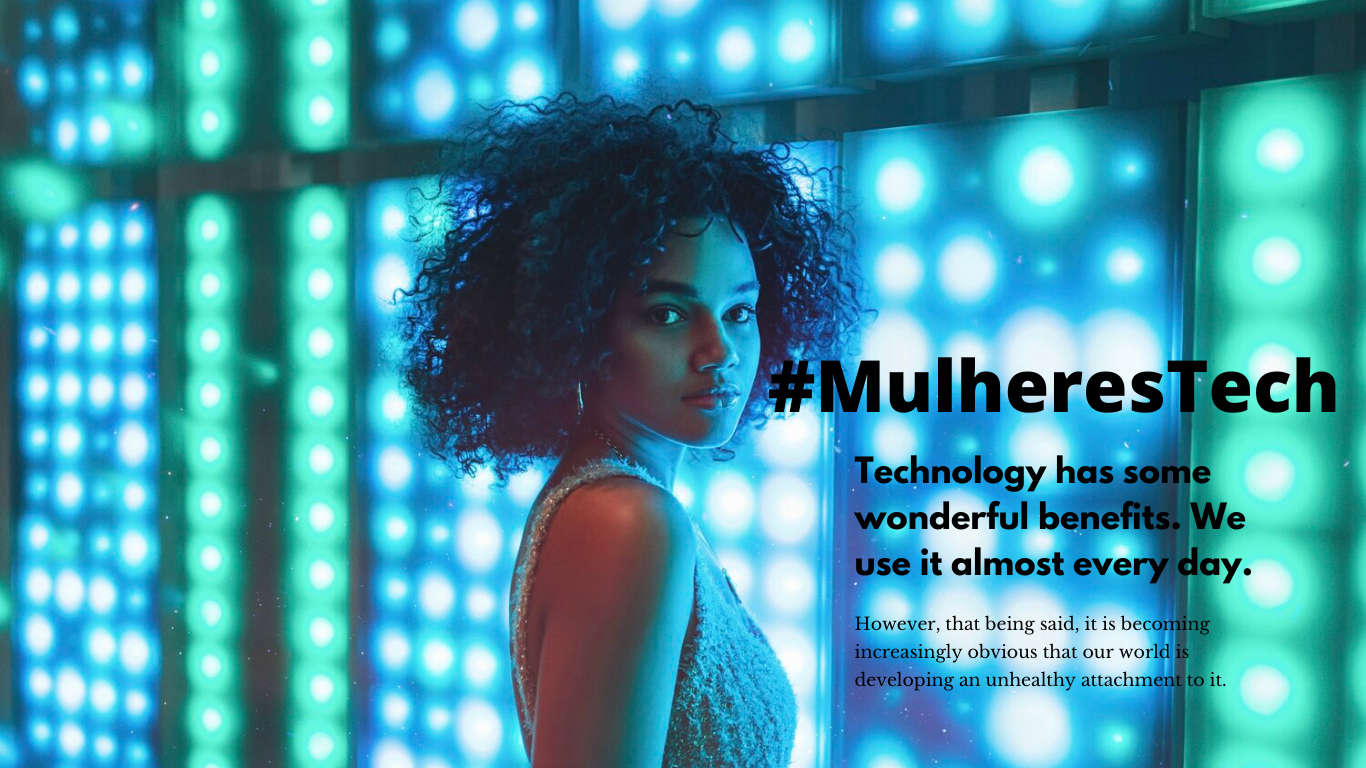 #MulheresTech
Technology has some
wonderful benefits. We
use it almost every day.
However, that being said, it is becoming
increasingly obvious that our world is
developing an unhealthy attachment to it.